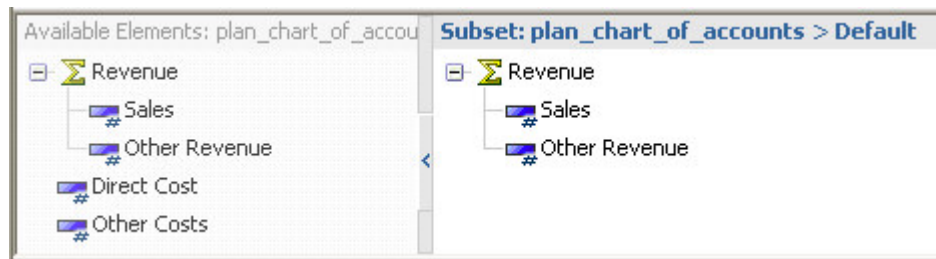 Available Elements: plan_chart_of_accou
Revenue
Sales
Other Revenue
Direct Cost
Other Costs
Subset: plan_chart_of_accounts > Default
Revenue
Sales
Other Revenue